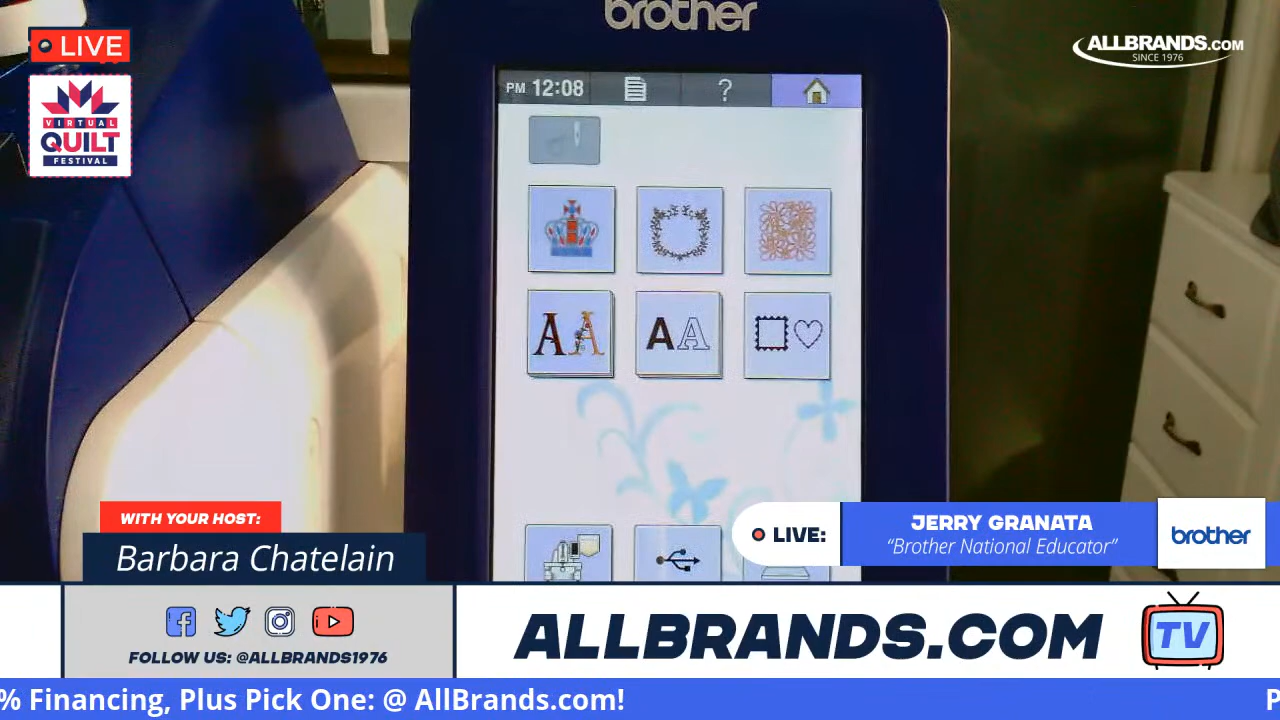 brother
LIVE
ALLBRANDS.COM
SINCE 1976
VIRTUAL
QUILT
FESTIVAL
PM 12:08
?
A A
A A
WITH YOUR HOST:
Barbara Chatelain
LIVE:
JERRY GRANATA
“Brother National Educator”
brother
FOLLOW US: @ALLBRANDS1976
ALLBRANDS.COM
TV
% Financing, Plus Pick One: @ AllBrands.com!
P